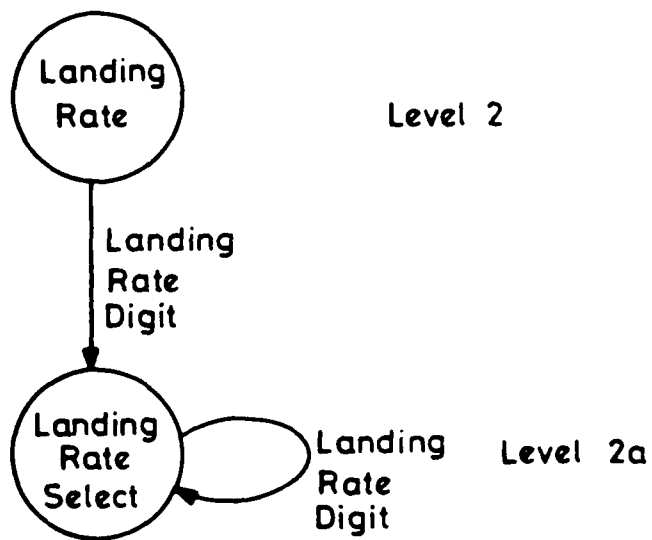 Landing
Rate
Level 2
Landing
Rate
Digit
Landing
Rate
Select
Landing
Rate
Digit
Level 2a